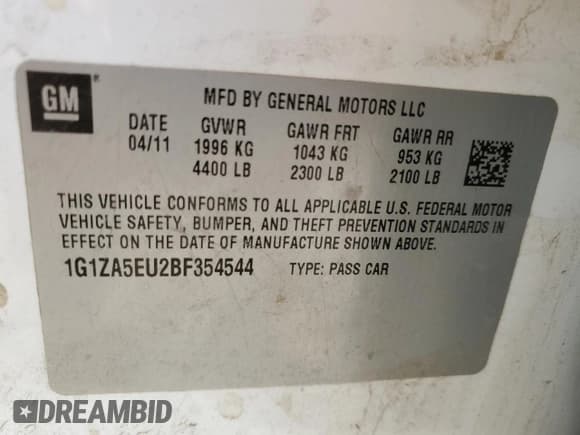 GM ®
MFD BY GENERAL MOTORS LLC
DATE GVWR GAWR FRT GAWR RR
04/11 1996 KG 1043 KG 953 KG
4400 LB 2300 LB 2100 LB
THIS VEHICLE CONFORMS TO ALL APPLICABLE U.S. FEDERAL MOTOR
VEHICLE SAFETY, BUMPER, AND THEFT PREVENTION STANDARDS IN
EFFECT ON THE DATE OF MANUFACTURE SHOWN ABOVE.
1G1ZA5EU2BF354544 TYPE: PASS CAR
DREAMBID